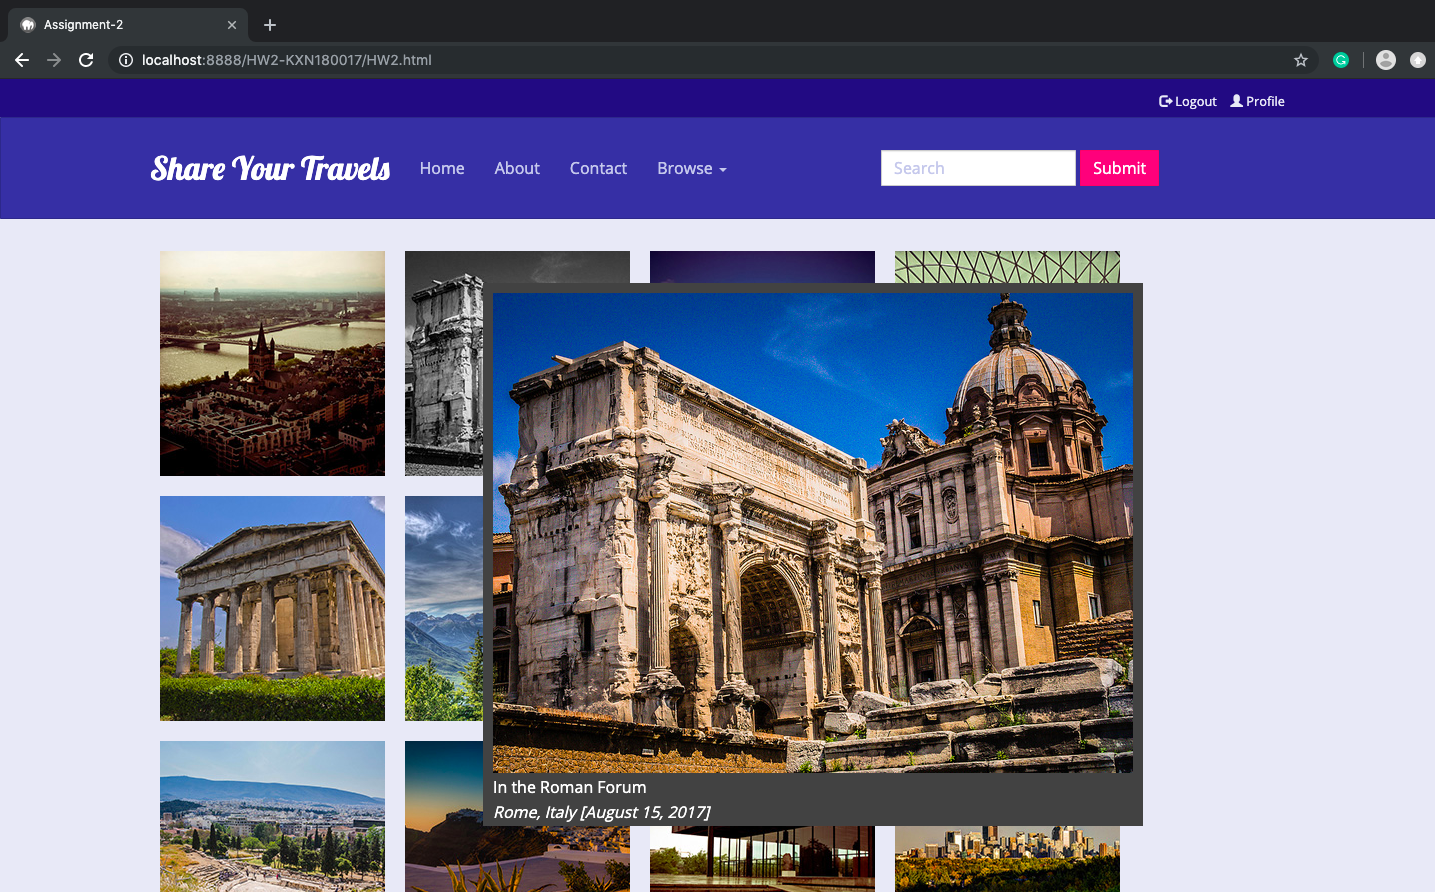 Assignment-2
localhost:8888/HW2-KXN180017/HW2.html
Logout Profile
Share Your Travels Home About Contact Browse Search Submit
In the Roman Forum
Rome, Italy [August 15, 2017]